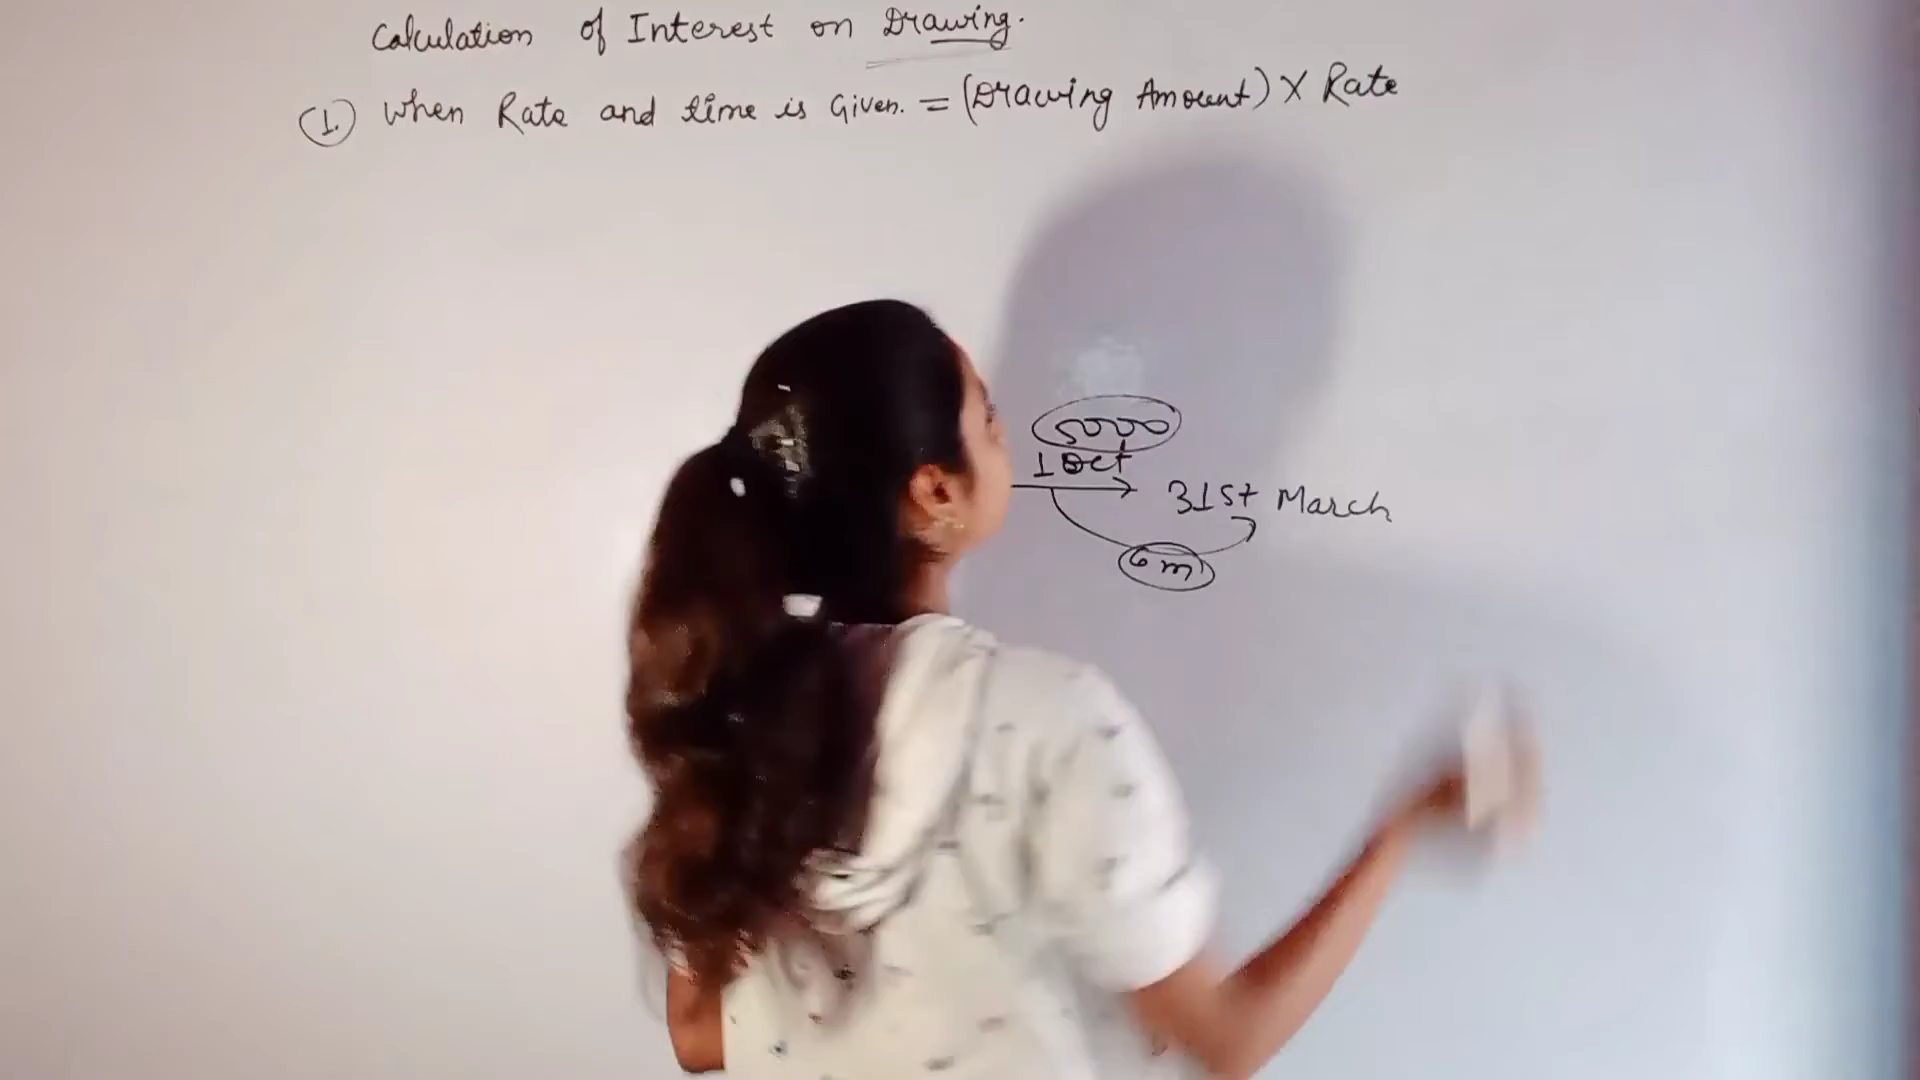 Calculation of Interest on Drawing.
(1.) When Rate and time is Given. = (Drawing Amount) X Rate
5000
1 Oct
31st March
6 m